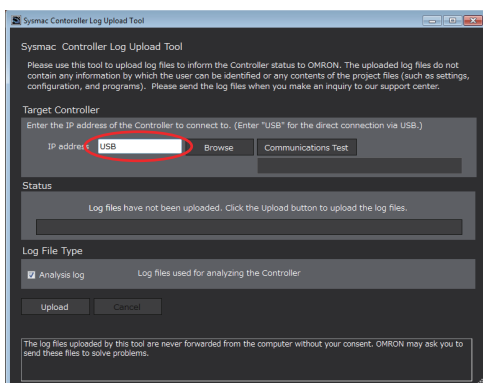 Sysmac Contoroller Log Upload Tool
Sysmac Controller Log Upload Tool
Please use this tool to upload log files to inform the Controller status to OMRON. The uploaded log files do not
contain any information by which the user can be identified or any contents of the project files (such as settings,
configuration, and programs). Please send the log files when you make an inquiry to our support center.
Target Controller
Enter the IP address of the Controller to connect to. (Enter "USB" for the direct connection via USB.)
IP address USB Browse Communications Test
Status
Log files have not been uploaded. Click the Upload button to upload the log files.
Log File Type
Analysis log Log files used for analyzing the Controller
Upload Cancel
The log files uploaded by this tool are never forwarded from the computer without your consent. OMRON may ask you to
send these files to solve problems.